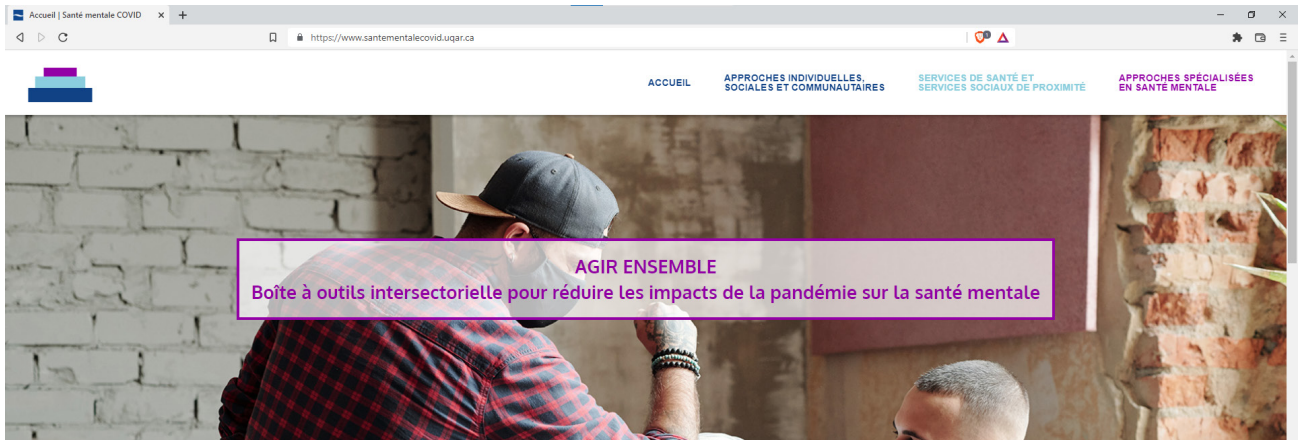 Accueil | Santé mentale COVID
https://www.santementalecovid.uqar.ca
ACCUEIL
APPROCHES INDIVIDUELLES,
SOCIALES ET COMMUNAUTAIRES
SERVICES DE SANTÉ ET
SERVICES SOCIAUX DE PROXIMITÉ
APPROCHES SPÉCIALISÉES
EN SANTÉ MENTALE
AGIR ENSEMBLE
Boîte à outils intersectorielle pour réduire les impacts de la pandémie sur la santé mentale